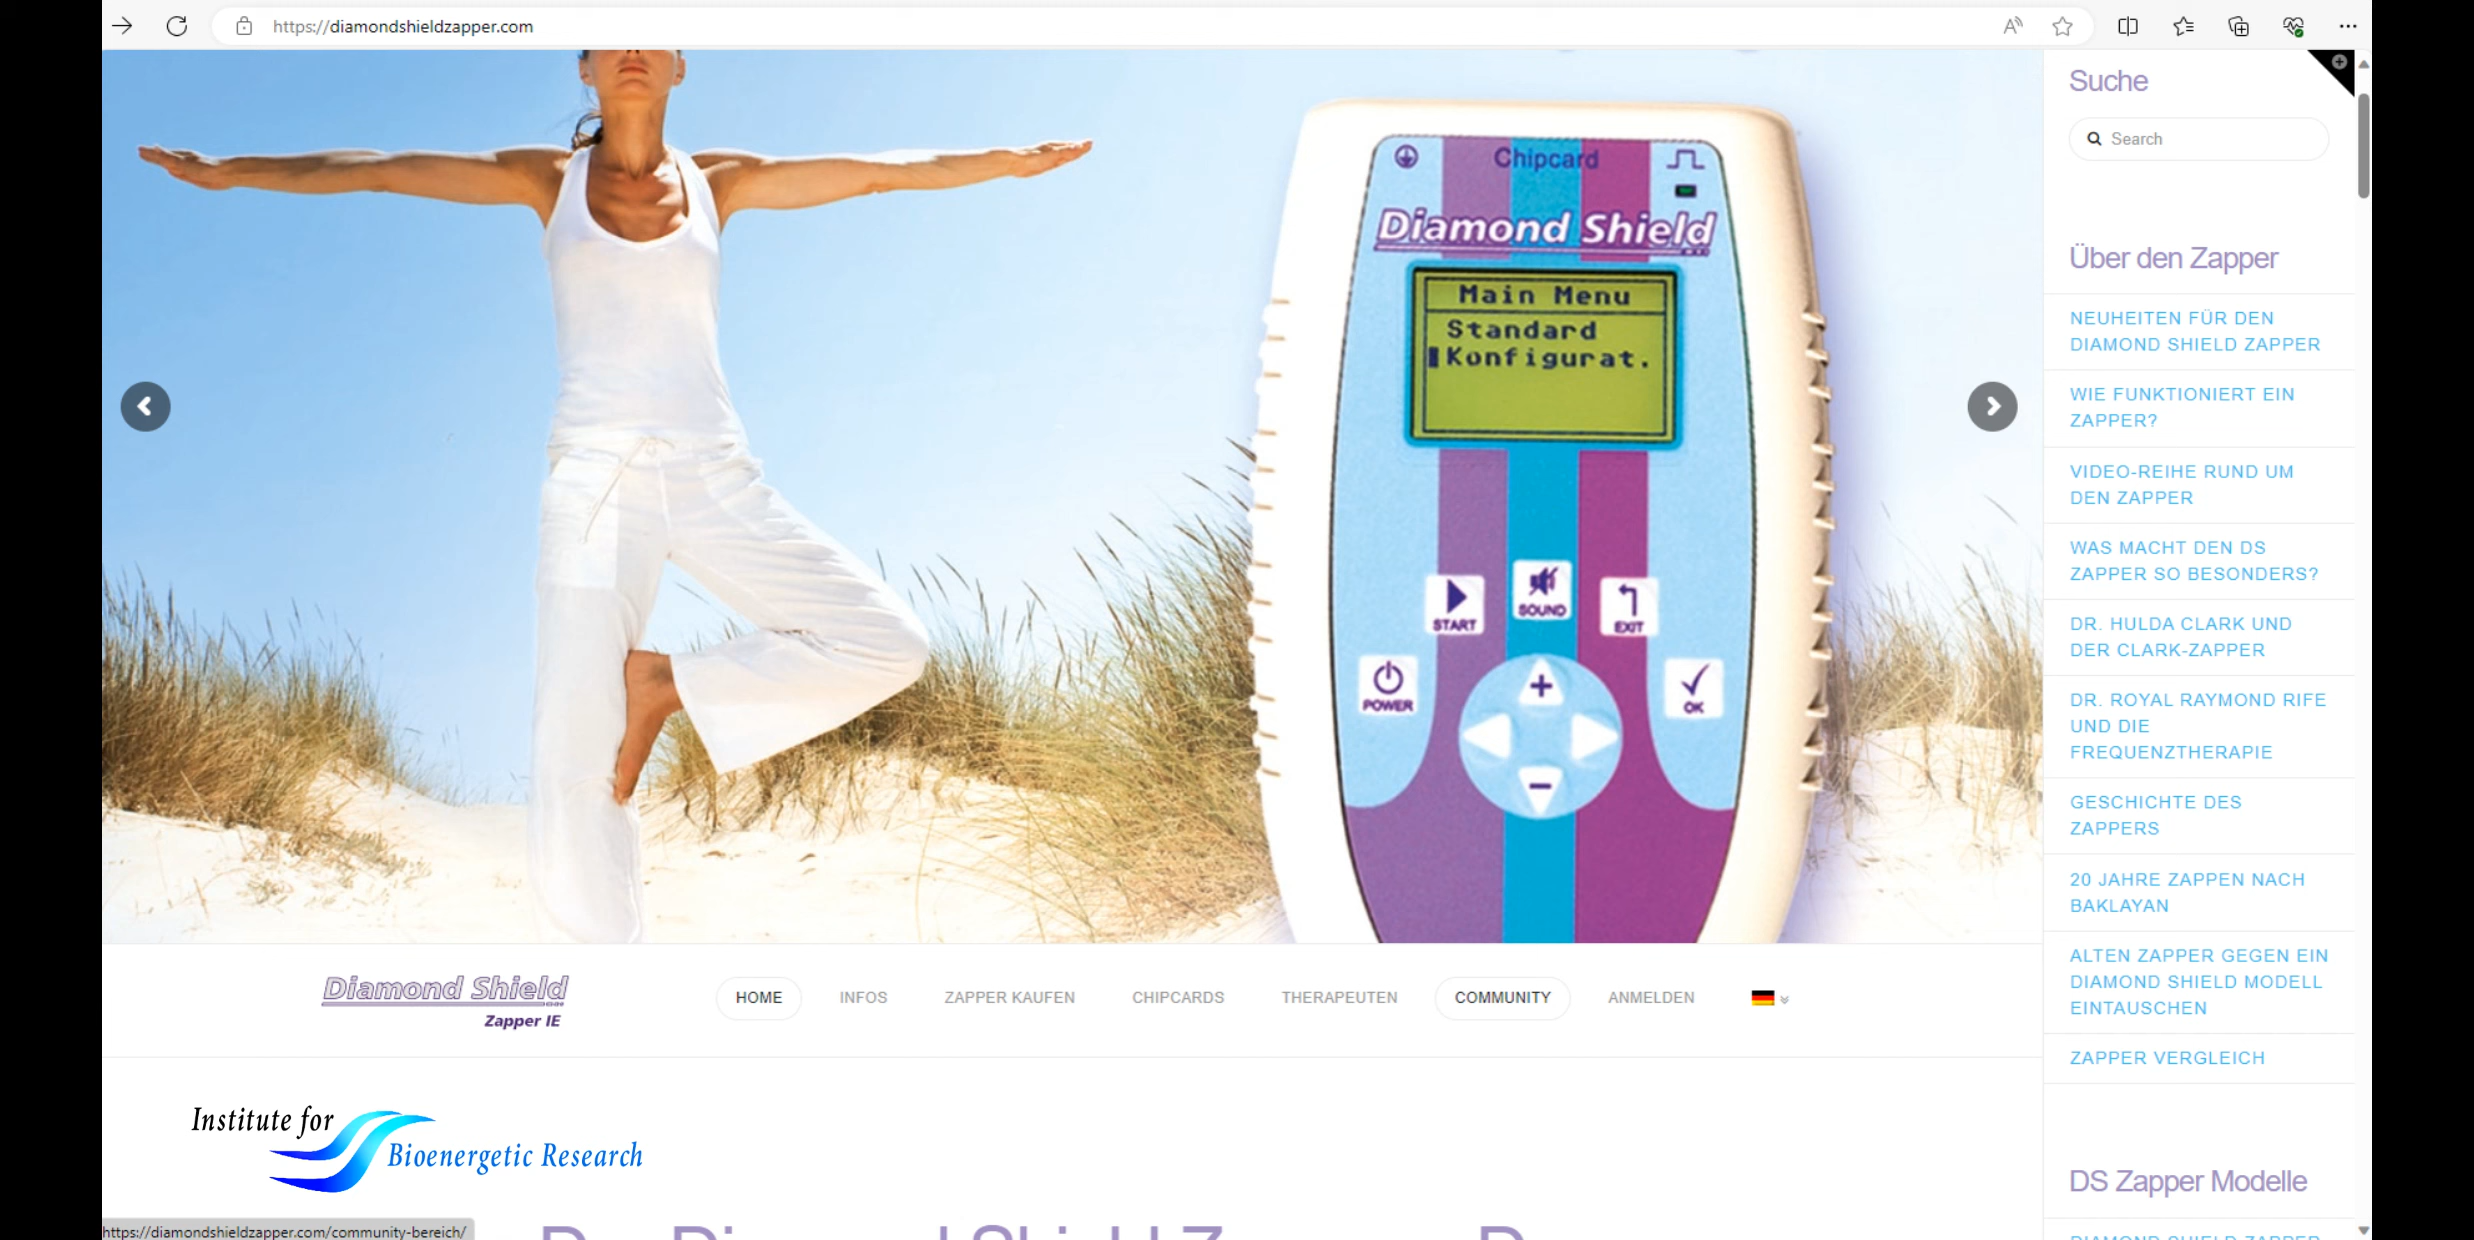 https://diamondshieldzapper.com
Chipcard
Diamond Shield
Main Menu
Standard
Konfigurat.
START
SOUND
EXIT
POWER
OK
Suche
Search
Über den Zapper
NEUHEITEN FÜR DEN
DIAMOND SHIELD ZAPPER
WIE FUNKTIONIERT EIN
ZAPPER?
VIDEO-REIHE RUND UM
DEN ZAPPER
WAS MACHT DEN DS
ZAPPER SO BESONDERS?
DR. HULDA CLARK UND
DER CLARK-ZAPPER
DR. ROYAL RAYMOND RIFE
UND DIE
FREQUENZTHERAPIE
GESCHICHTE DES
ZAPPERS
20 JAHRE ZAPPEN NACH
BAKLAYAN
ALTEN ZAPPER GEGEN EIN
DIAMOND SHIELD MODELL
EINTAUSCHEN
ZAPPER VERGLEICH
DS Zapper Modelle
DIAMOND SHIELD ZAPPER
Diamond Shield
Zapper IE
HOME INFOS ZAPPER KAUFEN CHIPCARDS THERAPEUTEN COMMUNITY ANMELDEN
Institute for
Bioenergetic Research
https://diamondshieldzapper.com/community-bereich/